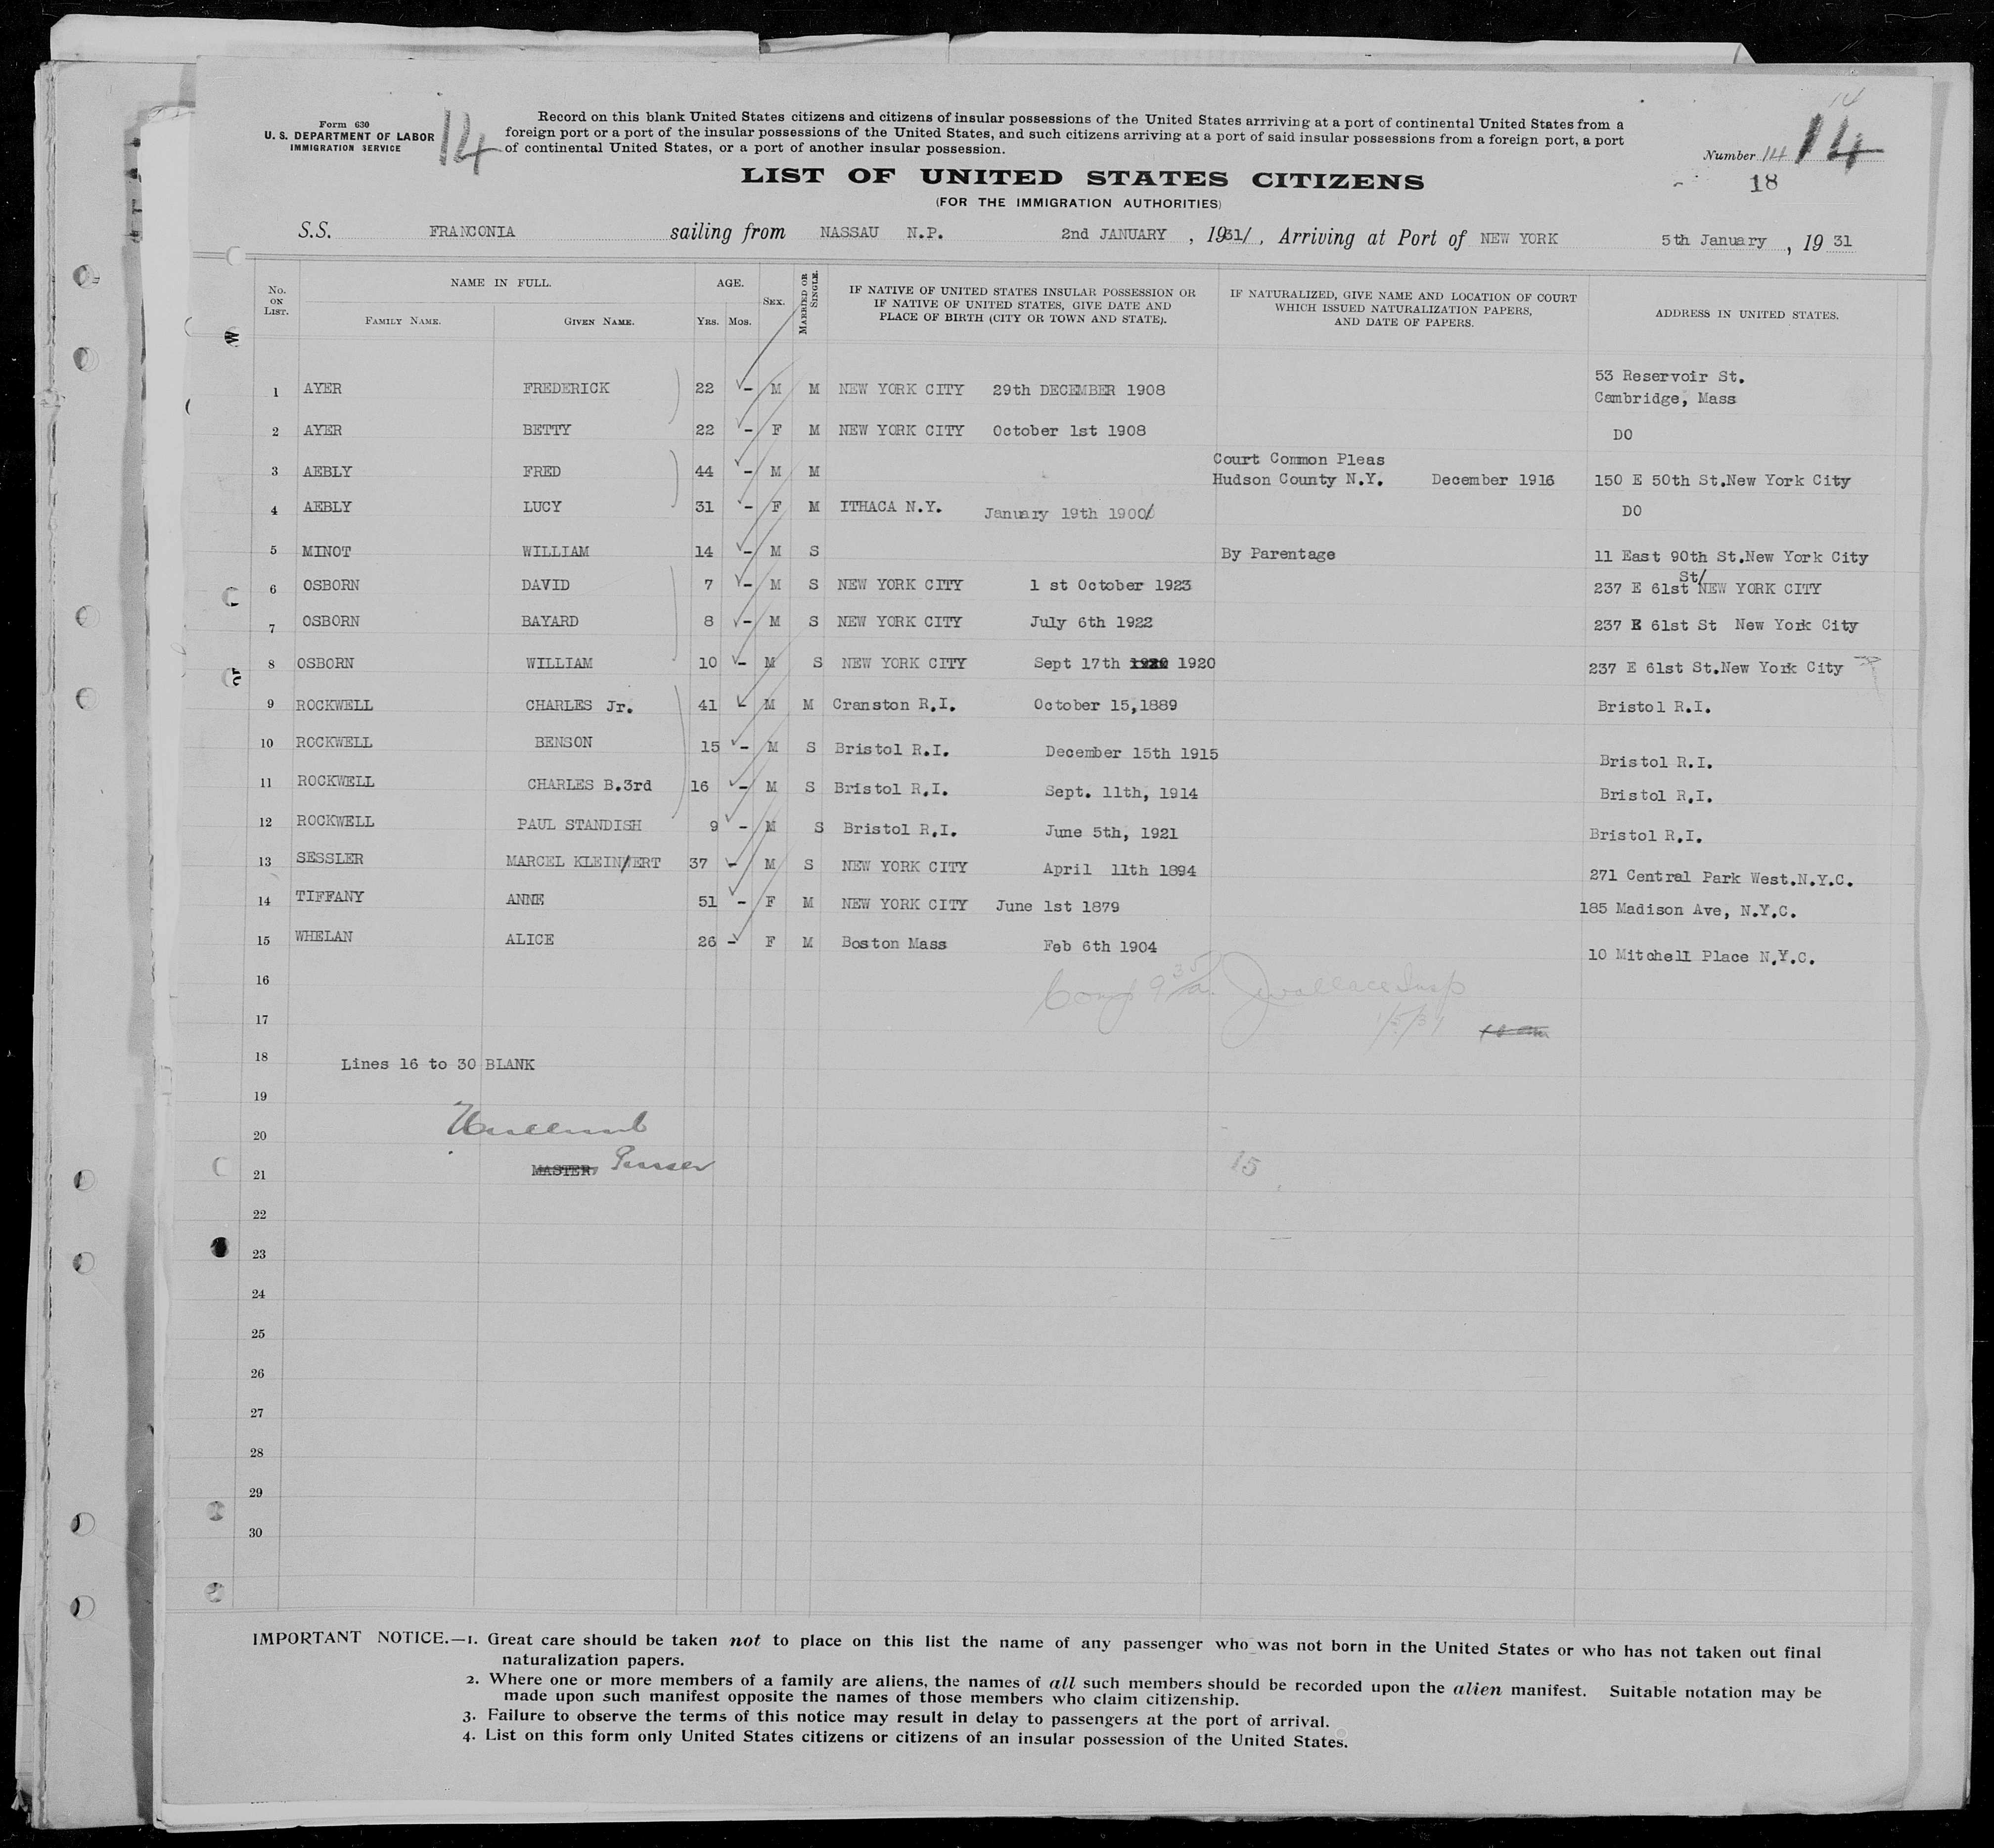 Form 630
U. S. DEPARTMENT OF LABOR
IMMIGRATION SERVICE
14
Record on this blank United States citizens and citizens of insular possessions of the United States arrriving at a port of continental United States from a
foreign port or a port of the insular possessions of the United States, and such citizens arriving at a port of said insular possessions from a foreign port, a port
of continental United States, or a port of another insular possession.
14
Number 14 14
18
LIST OF UNITED STATES CITIZENS
(FOR THE IMMIGRATION AUTHORITIES)
S.S. FRANCONIA sailing from NASSAU N.P. 2nd JANUARY , 1931/ , Arriving at Port of NEW YORK 5th January , 19 31
No. ON LIST. NAME IN FULL. FAMILY NAME. GIVEN NAME. AGE. YRS. MOS. SEX. MARRIED OR SINGLE. IF NATIVE OF UNITED STATES INSULAR POSSESSION OR IF NATIVE OF UNITED STATES, GIVE DATE AND PLACE OF BIRTH (CITY OR TOWN AND STATE). IF NATURALIZED, GIVE NAME AND LOCATION OF COURT WHICH ISSUED NATURALIZATION PAPERS, AND DATE OF PAPERS. ADDRESS IN UNITED STATES.
1 AYER FREDERICK 22 - M M NEW YORK CITY 29th DECEMBER 1908 53 Reservoir St. Cambridge, Mass
2 AYER BETTY 22 - F M NEW YORK CITY October 1st 1908 DO
3 AEBLY FRED 44 - M M Court Common Pleas Hudson County N.Y. December 1916 150 E 50th St.New York City
4 AEBLY LUCY 31 - F M ITHACA N.Y. January 19th 1900/ DO
5 MINOT WILLIAM 14 - M S By Parentage 11 East 90th St.New York City
6 OSBORN DAVID 7 - M S NEW YORK CITY 1 st October 1923 237 E 61st St/ NEW YORK CITY
7 OSBORN BAYARD 8 - M S NEW YORK CITY July 6th 1922 237 E 61st St New York City
8 OSBORN WILLIAM 10 - M S NEW YORK CITY Sept 17th 1920 237 E 61st St.New York City
9 ROCKWELL CHARLES Jr. 41 M M Cranston R.I. October 15,1889 Bristol R.I.
10 ROCKWELL BENSON 15 - M S Bristol R.I. December 15th 1915 Bristol R.I.
11 ROCKWELL CHARLES B.3rd 16 - M S Bristol R.I. Sept. 11th, 1914 Bristol R.I.
12 ROCKWELL PAUL STANDISH 9 - M S Bristol R.I. June 5th, 1921 Bristol R.I.
13 SESSLER MARCEL KLEIN/ERT 37 - M S NEW YORK CITY April 11th 1894 271 Central Park West.N.Y.C.
14 TIFFANY ANNE 51 - F M NEW YORK CITY June 1st 1879 185 Madison Ave, N.Y.C.
15 WHELAN ALICE 26 - F M Boston Mass Feb 6th 1904 10 Mitchell Place N.Y.C.
16 Comp 9 35/a. J Wallace Insp
17 1/5/31
18 Lines 16 to 30 BLANK
19
20
21 MASTER, Purser 15
22
23
24
25
26
27
28
29
30
IMPORTANT NOTICE.—1. Great care should be taken not to place on this list the name of any passenger who was not born in the United States or who has not taken out final
naturalization papers.
2. Where one or more members of a family are aliens, the names of all such members should be recorded upon the alien manifest. Suitable notation may be
made upon such manifest opposite the names of those members who claim citizenship.
3. Failure to observe the terms of this notice may result in delay to passengers at the port of arrival.
4. List on this form only United States citizens or citizens of an insular possession of the United States.